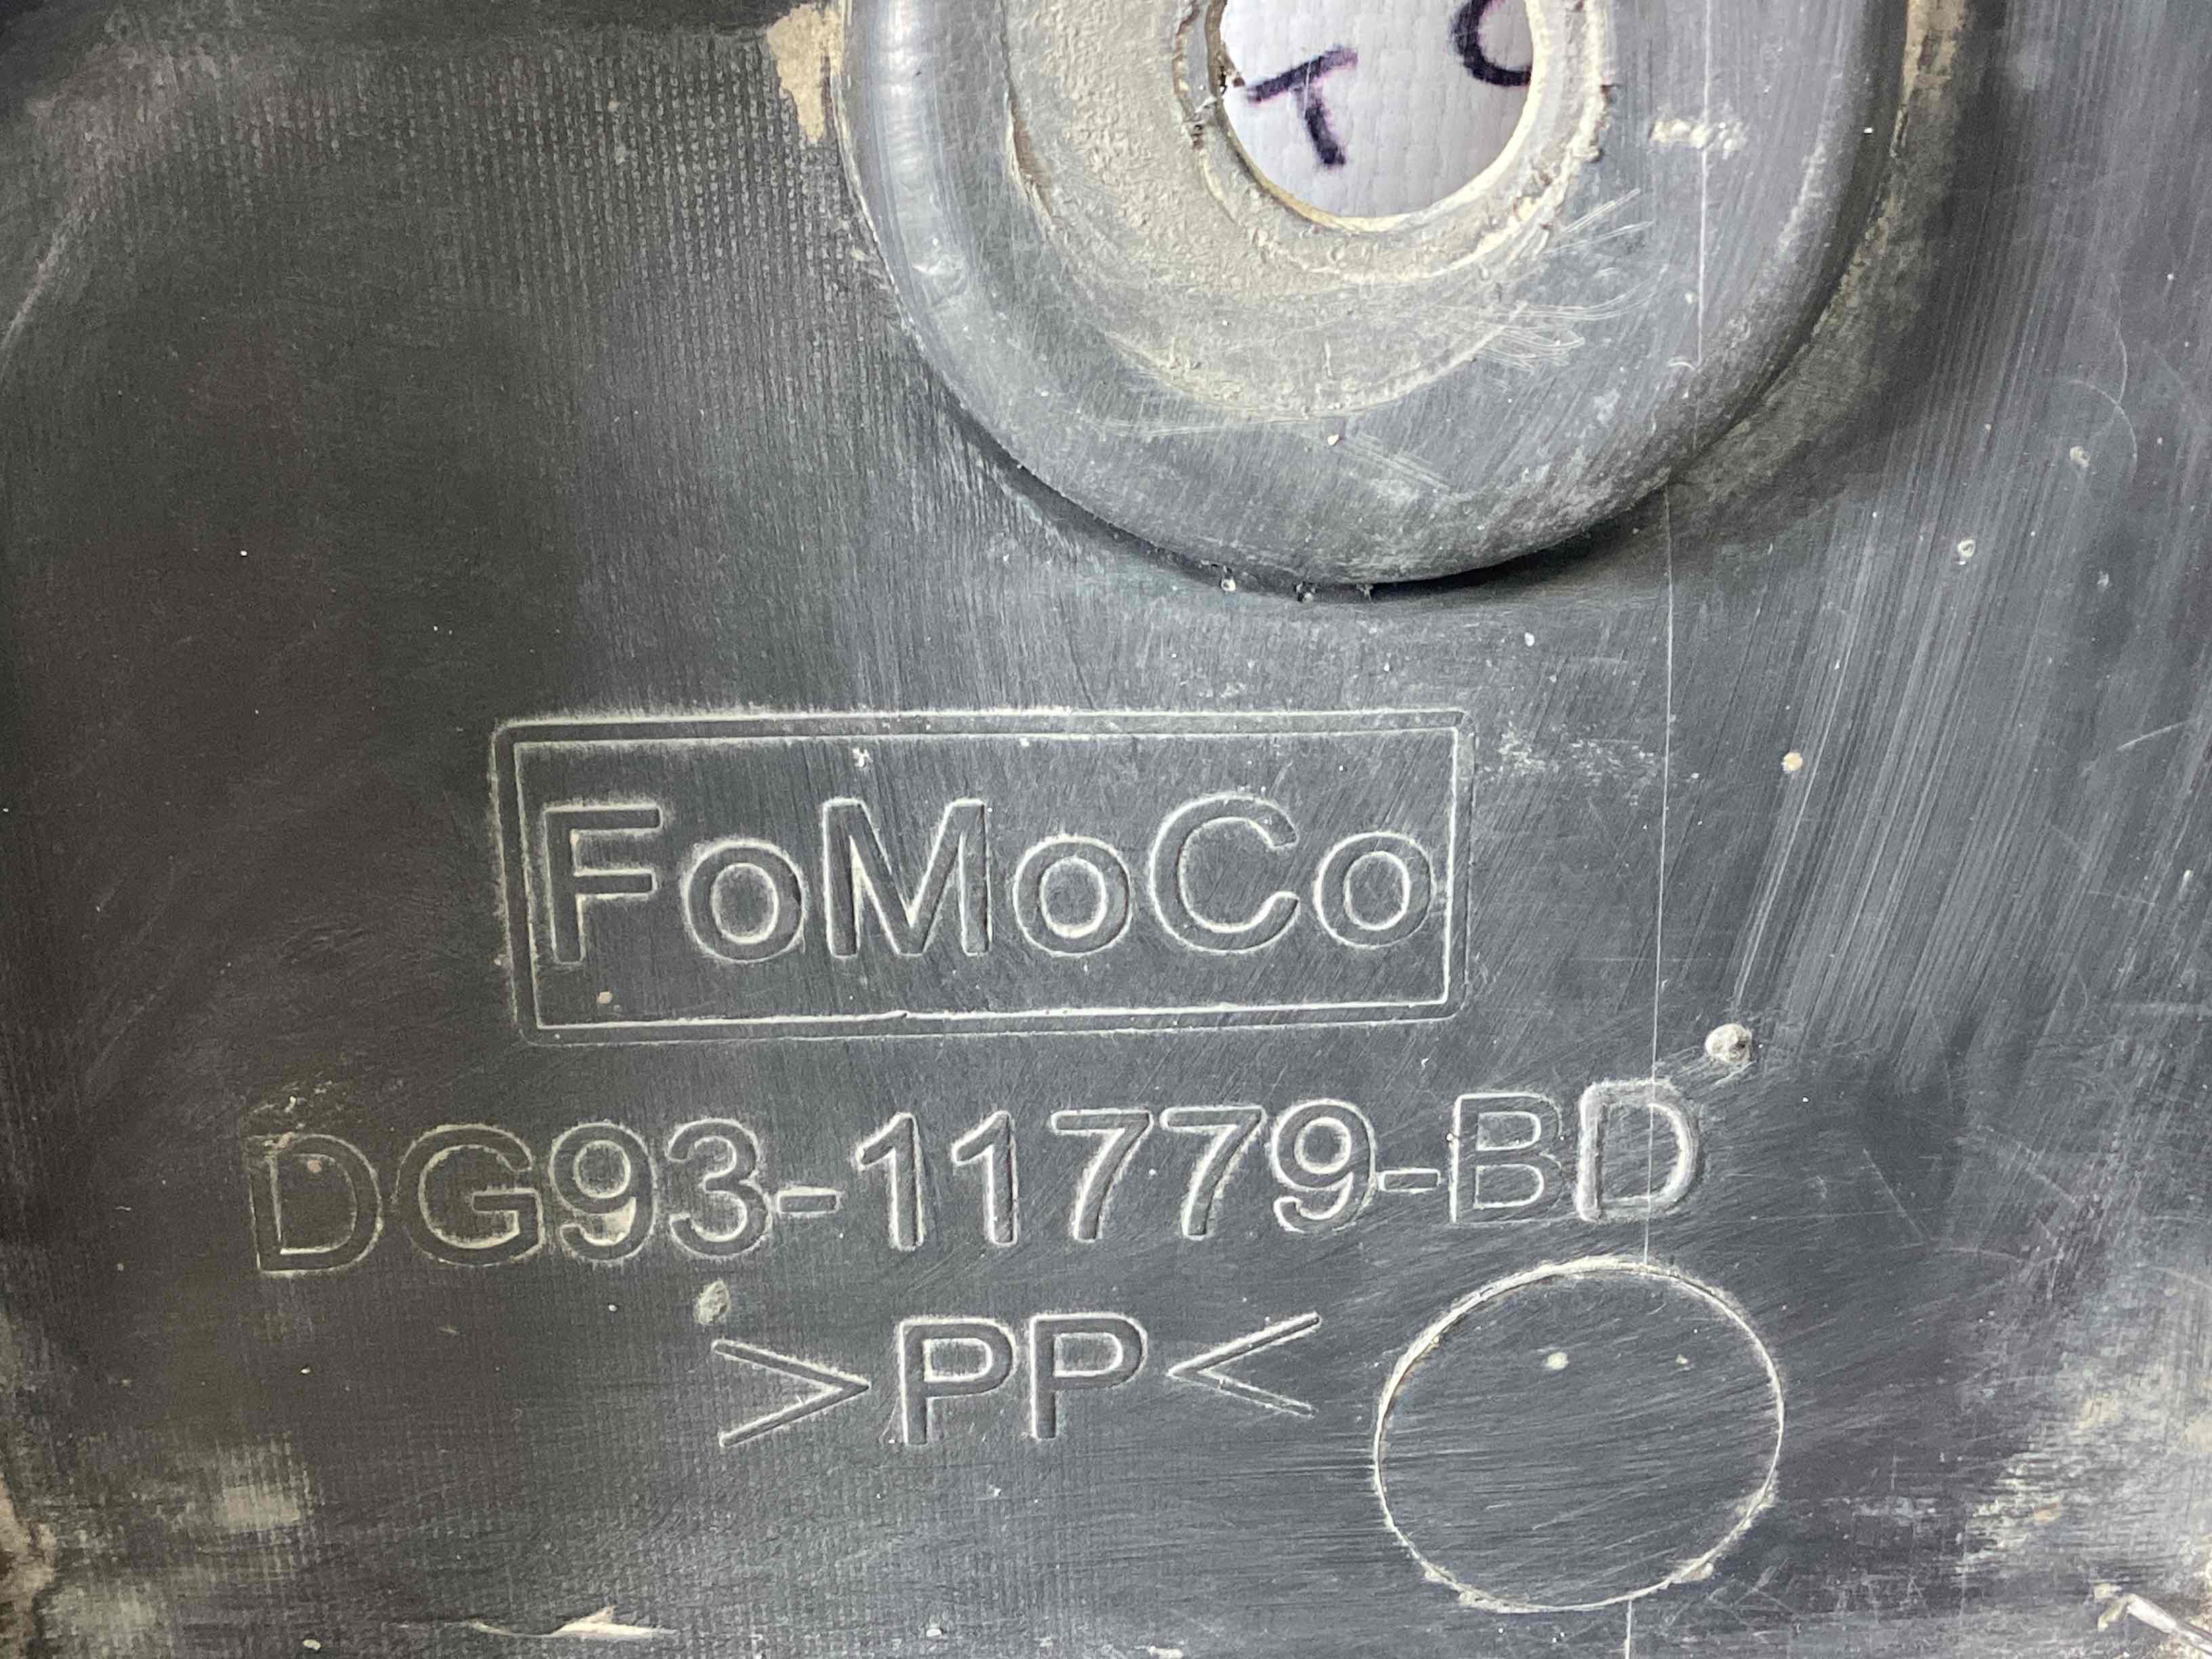 T C
FoMoCo
DG93-11779-BD
>PP<